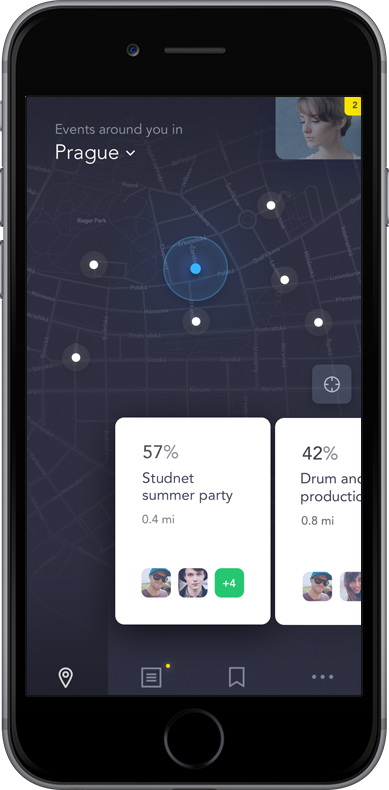 2
Events around you in
Prague
Rieger Park
57%
Studnet
summer party
0.4 mi
+4
42%
Drum and
productio
0.8 mi